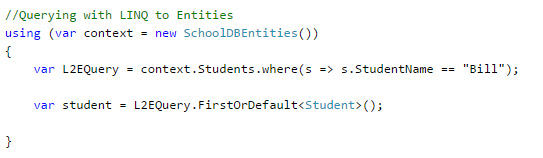 //Querying with LINQ to Entities
using (var context = new SchoolDBEntities())
{
    var L2EQuery = context.Students.where(s => s.StudentName == "Bill");
    var student = L2EQuery.FirstOrDefault<Student>();
}